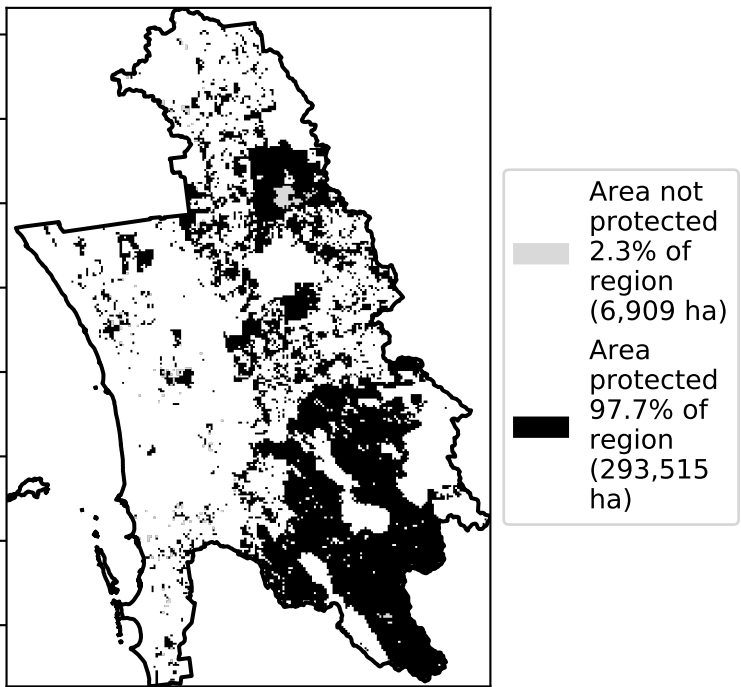 Area not
protected
2.3% of
region
(6,909 ha)
Area
protected
97.7% of
region
(293,515
ha)